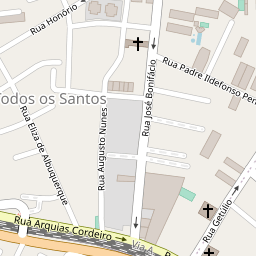 Rua Honório
Rua Padre Ildefonso Pen
Todos os Santos
Rua José Bonifácio
Rua Augusto Nunes
Rua Eliza de
Albuquerque
Rua Getúlio
Rua Arquias Cordeiro
Via A